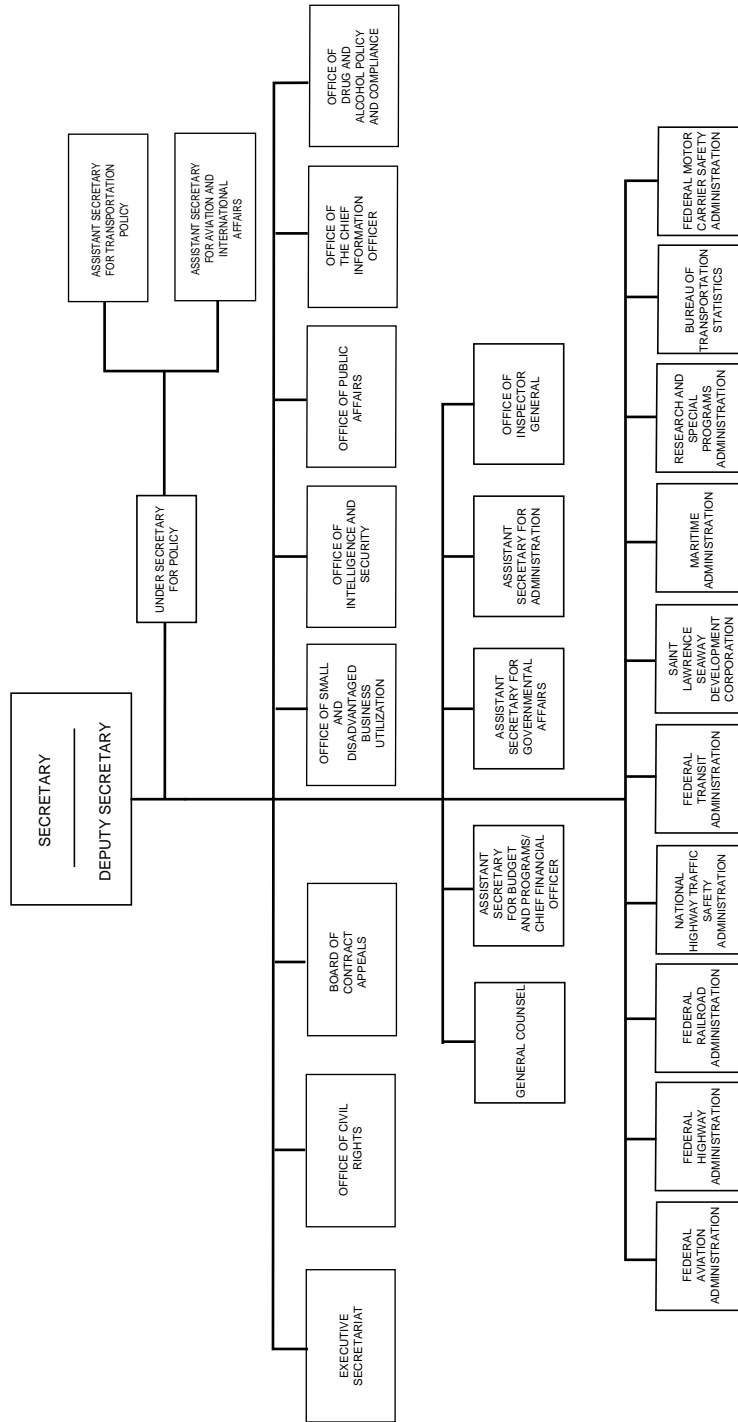 SECRETARY
DEPUTY SECRETARY
UNDER SECRETARY
FOR POLICY
ASSISTANT SECRETARY
FOR TRANSPORTATION
POLICY
ASSISTANT SECRETARY
FOR AVIATION AND
INTERNATIONAL
AFFAIRS
EXECUTIVE
SECRETARIAT
OFFICE OF CIVIL
RIGHTS
BOARD OF
CONTRACT
APPEALS
OFFICE OF SMALL
AND
DISADVANTAGED
BUSINESS
UTILIZATION
OFFICE OF
INTELLIGENCE AND
SECURITY
OFFICE OF PUBLIC
AFFAIRS
OFFICE OF
THE CHIEF
INFORMATION
OFFICER
OFFICE OF
DRUG AND
ALCOHOL POLICY
AND COMPLIANCE
GENERAL COUNSEL
ASSISTANT
SECRETARY
FOR BUDGET
AND PROGRAMS/
CHIEF FINANCIAL
OFFICER
ASSISTANT
SECRETARY FOR
GOVERNMENTAL
AFFAIRS
ASSISTANT
SECRETARY FOR
ADMINISTRATION
OFFICE OF
INSPECTOR
GENERAL
FEDERAL
AVIATION
ADMINISTRATION
FEDERAL
HIGHWAY
ADMINISTRATION
FEDERAL
RAILROAD
ADMINISTRATION
NATIONAL
HIGHWAY TRAFFIC
SAFETY
ADMINISTRATION
FEDERAL
TRANSIT
ADMINISTRATION
SAINT
LAWRENCE
SEAWAY
DEVELOPMENT
CORPORATION
MARITIME
ADMINISTRATION
RESEARCH AND
SPECIAL
PROGRAMS
ADMINISTRATION
BUREAU OF
TRANSPORTATION
STATISTICS
FEDERAL MOTOR
CARRIER SAFETY
ADMINISTRATION